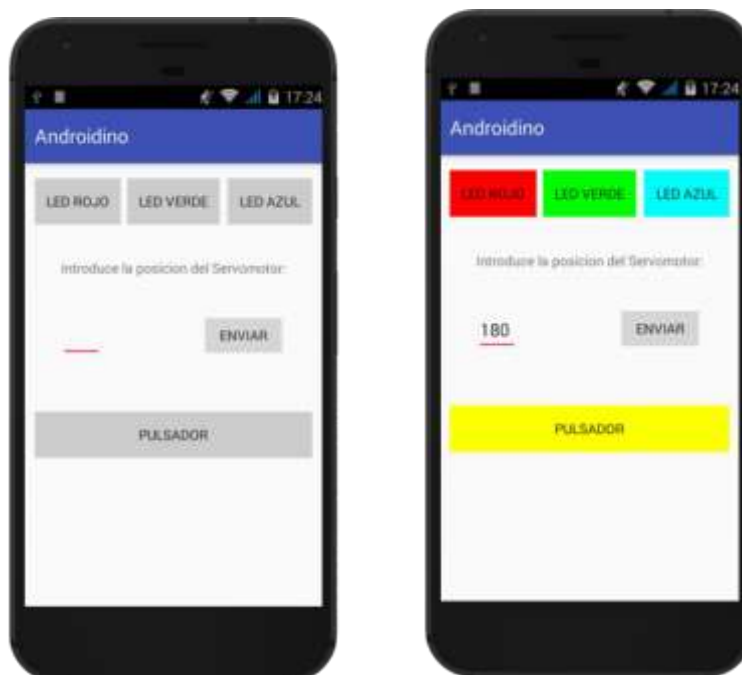 17:24
Androidino
LED ROJO LED VERDE LED AZUL
Introduce la posicion del Servomotor:
ENVIAR
PULSADOR
17:24
Androidino
LED ROJO LED VERDE LED AZUL
Introduce la posicion del Servomotor:
180 ENVIAR
PULSADOR